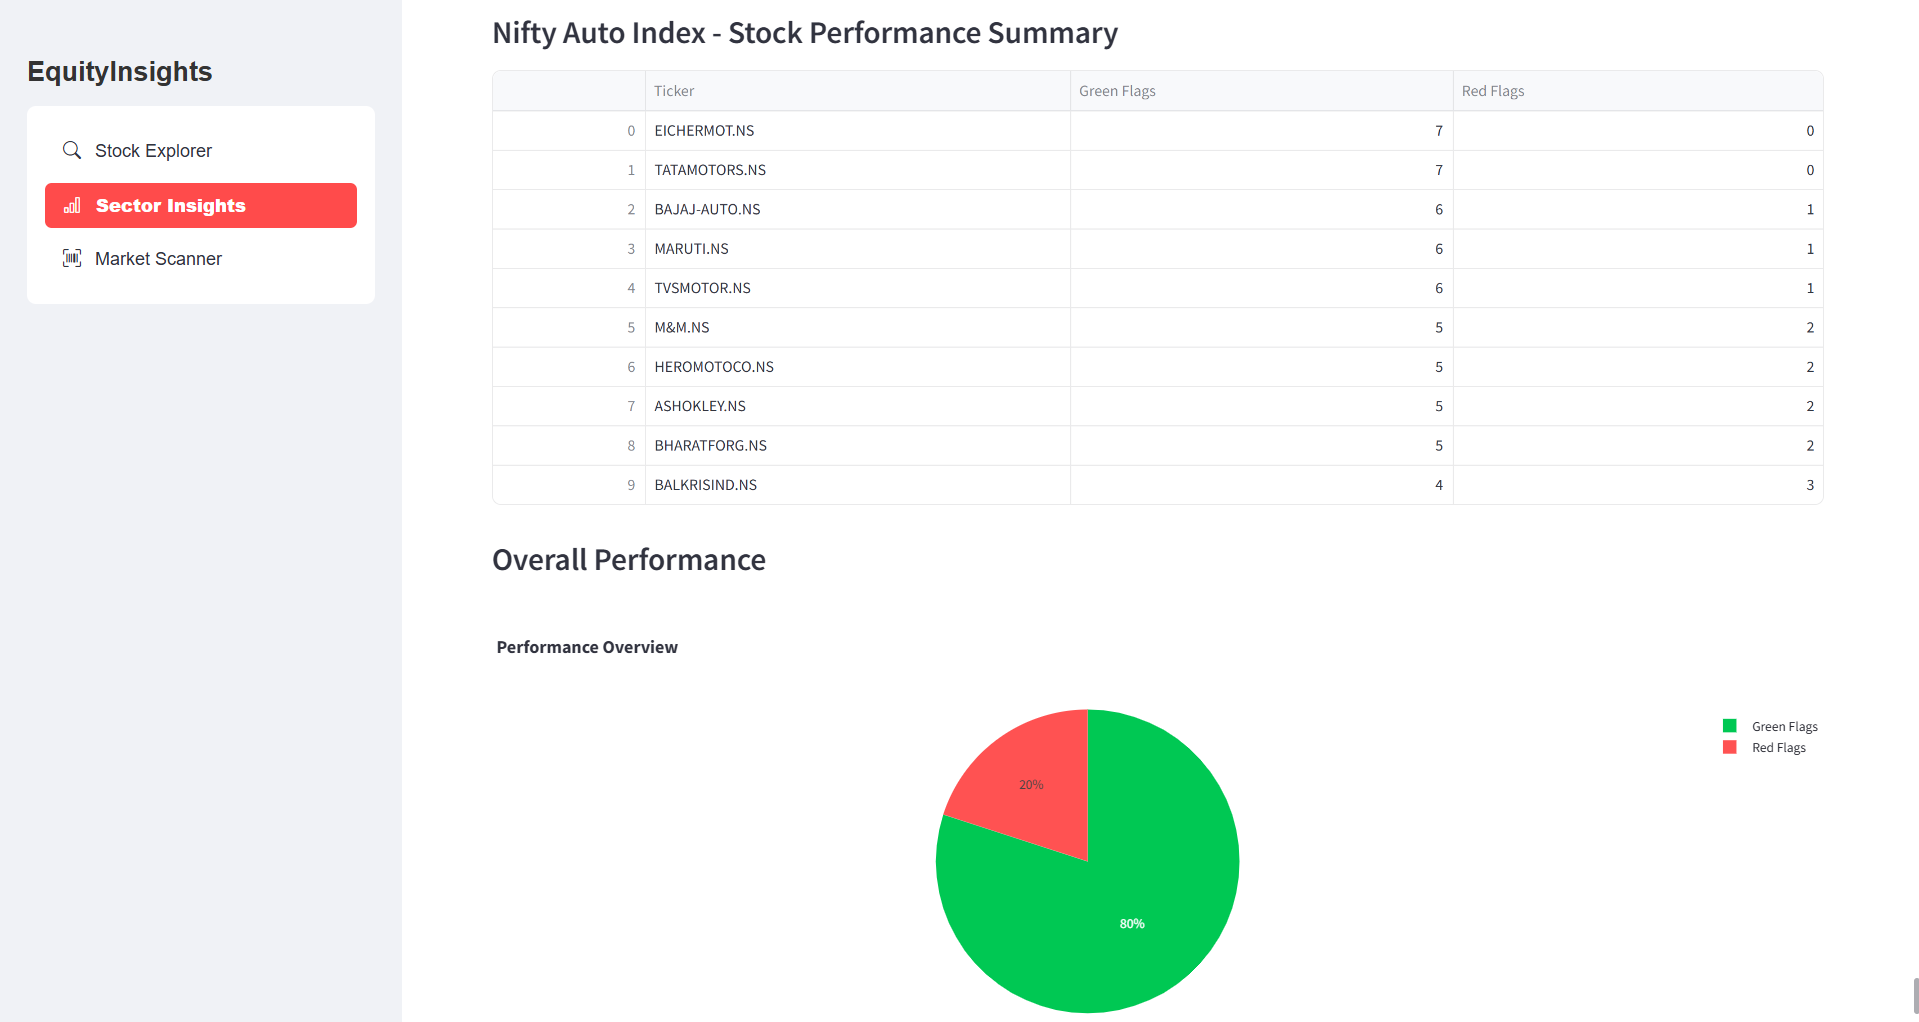 EquityInsights
Stock Explorer
Sector Insights
Market Scanner
Nifty Auto Index - Stock Performance Summary
Ticker Green Flags Red Flags
0 EICHERMOT.NS 7 0
1 TATAMOTORS.NS 7 0
2 BAJAJ-AUTO.NS 6 1
3 MARUTI.NS 6 1
4 TVSMOTOR.NS 6 1
5 M&M.NS 5 2
6 HEROMOTOCO.NS 5 2
7 ASHOKLEY.NS 5 2
8 BHARATFORG.NS 5 2
9 BALKRISIND.NS 4 3
Overall Performance
Performance Overview
Green Flags
Red Flags
20%
80%